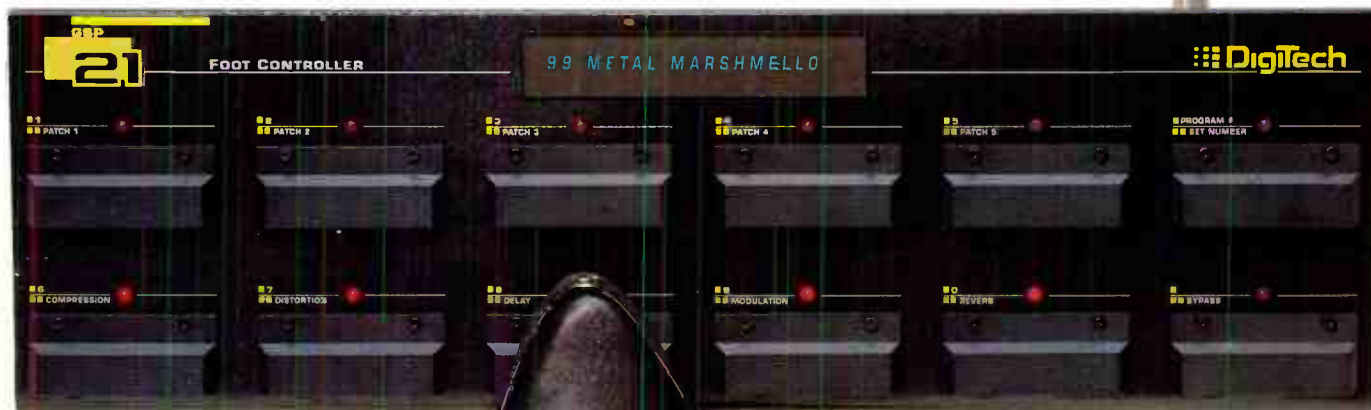 GSP
21
FOOT CONTROLLER
99 METAL MARSHMELLO
DigiTech
1
PATCH 1
2
PATCH 2
3
PATCH 3
4
PATCH 4
5
PATCH 5
PROGRAM #
SET NUMBER
6
COMPRESSION
7
DISTORTION
8
DELAY
9
MODULATION
0
REVERB
BYPASS